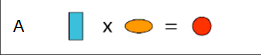 A x =